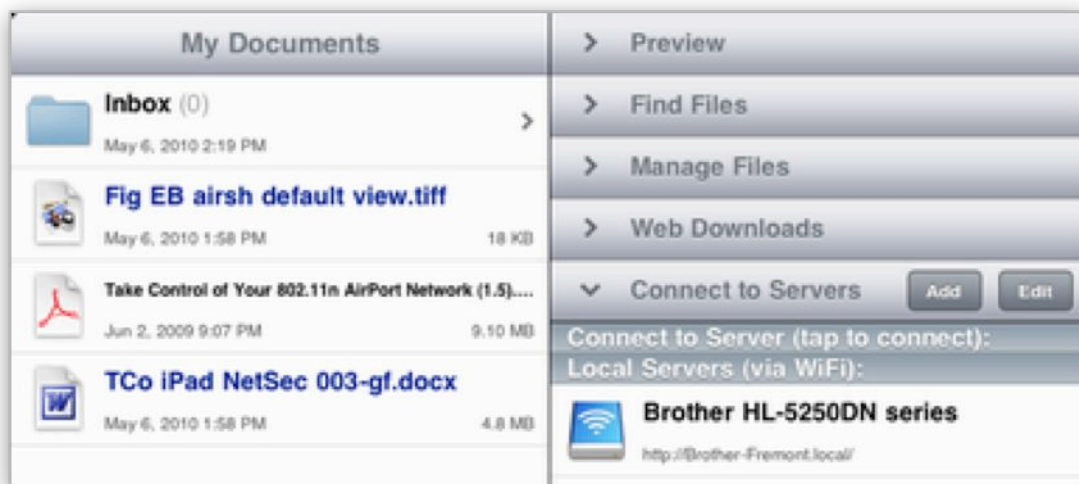 My Documents
Inbox (0)
May 6, 2010 2:19 PM
Fig EB airsh default view.tiff
May 6, 2010 1:58 PM 18 KB
Take Control of Your 802.11n AirPort Network (1.5)....
Jun 2, 2009 9:07 PM 9.10 MB
TCo iPad NetSec 003-gf.docx
May 6, 2010 1:58 PM 4.8 MB
Preview
Find Files
Manage Files
Web Downloads
Connect to Servers Add Edit
Connect to Server (tap to connect):
Local Servers (via WiFi):
Brother HL-5250DN series
http://Brother-Fremont.local/